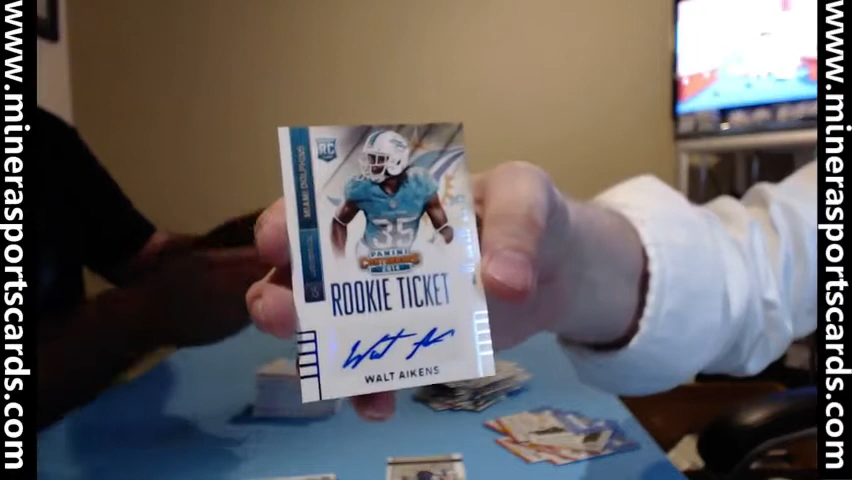 www.minerasportscards.com
RC
MIAMI DOLPHINS
35
PANINI
CONTENDERS
2014
ROOKIE TICKET
WALT AIKENS
www.minerasportscards.com